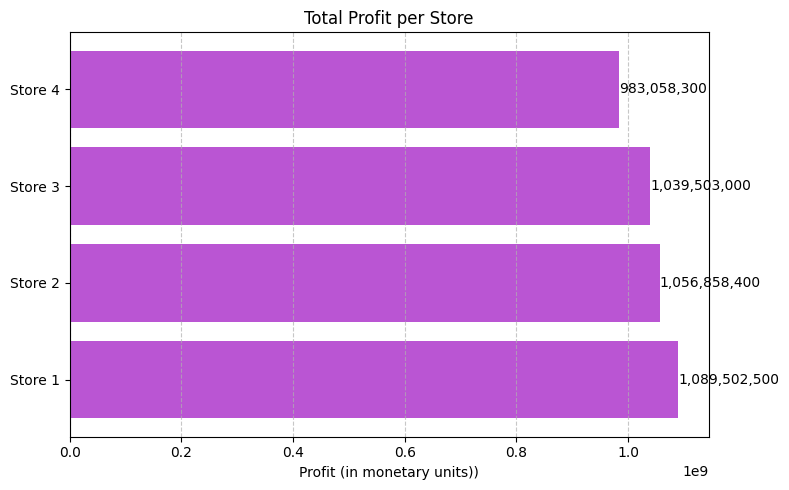 Total Profit per Store
Store 4
983,058,300
Store 3
1,039,503,000
Store 2
1,056,858,400
Store 1
1,089,502,500
0.0 0.2 0.4 0.6 0.8 1.0
Profit (in monetary units))
1e9